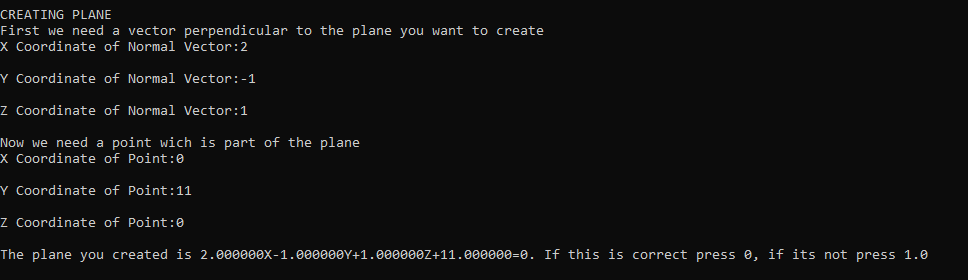 CREATING PLANE
First we need a vector perpendicular to the plane you want to create
X Coordinate of Normal Vector:2
Y Coordinate of Normal Vector:-1
Z Coordinate of Normal Vector:1
Now we need a point wich is part of the plane
X Coordinate of Point:0
Y Coordinate of Point:11
Z Coordinate of Point:0
The plane you created is 2.000000X-1.000000Y+1.000000Z+11.000000=0. If this is correct press 0, if its not press 1.0